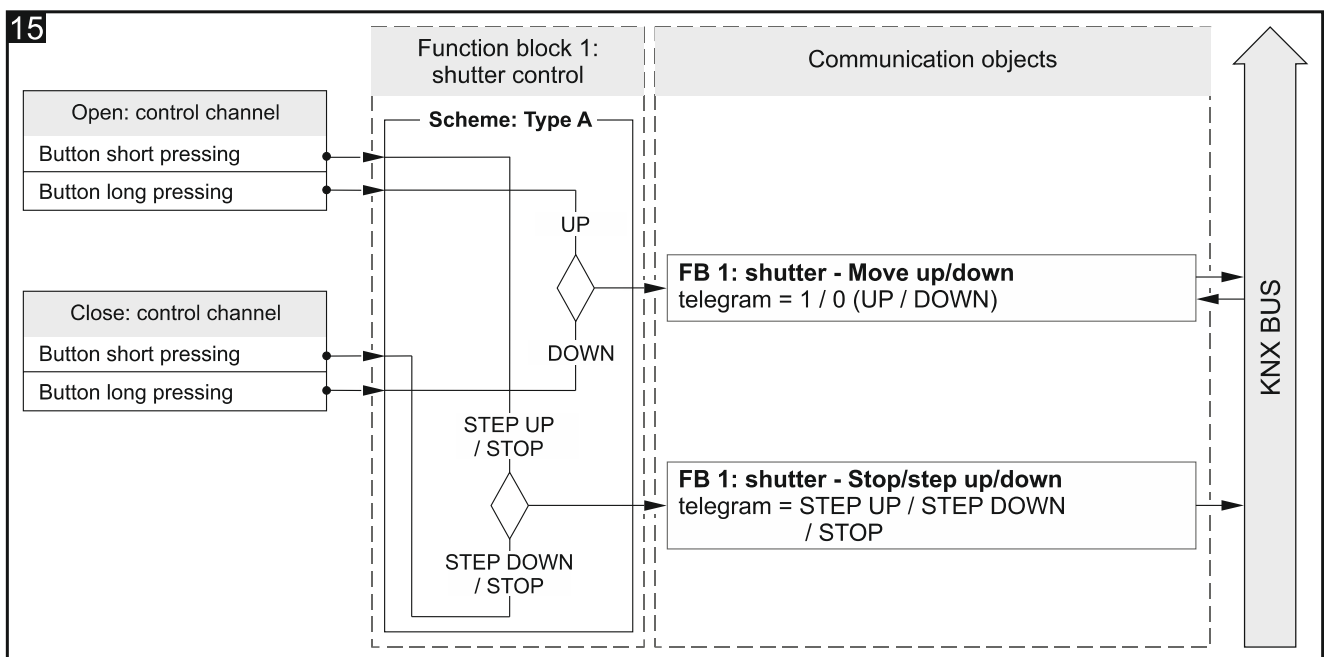 15
Function block 1:
shutter control
Communication objects
Open: control channel
Button short pressing
Button long pressing
Scheme: Type A
UP
FB 1: shutter - Move up/down
telegram = 1 / 0 (UP / DOWN)
Close: control channel
Button short pressing
Button long pressing
DOWN
KNX BUS
STEP UP
/ STOP
FB 1: shutter - Stop/step up/down
telegram = STEP UP / STEP DOWN
/ STOP
STEP DOWN
/ STOP